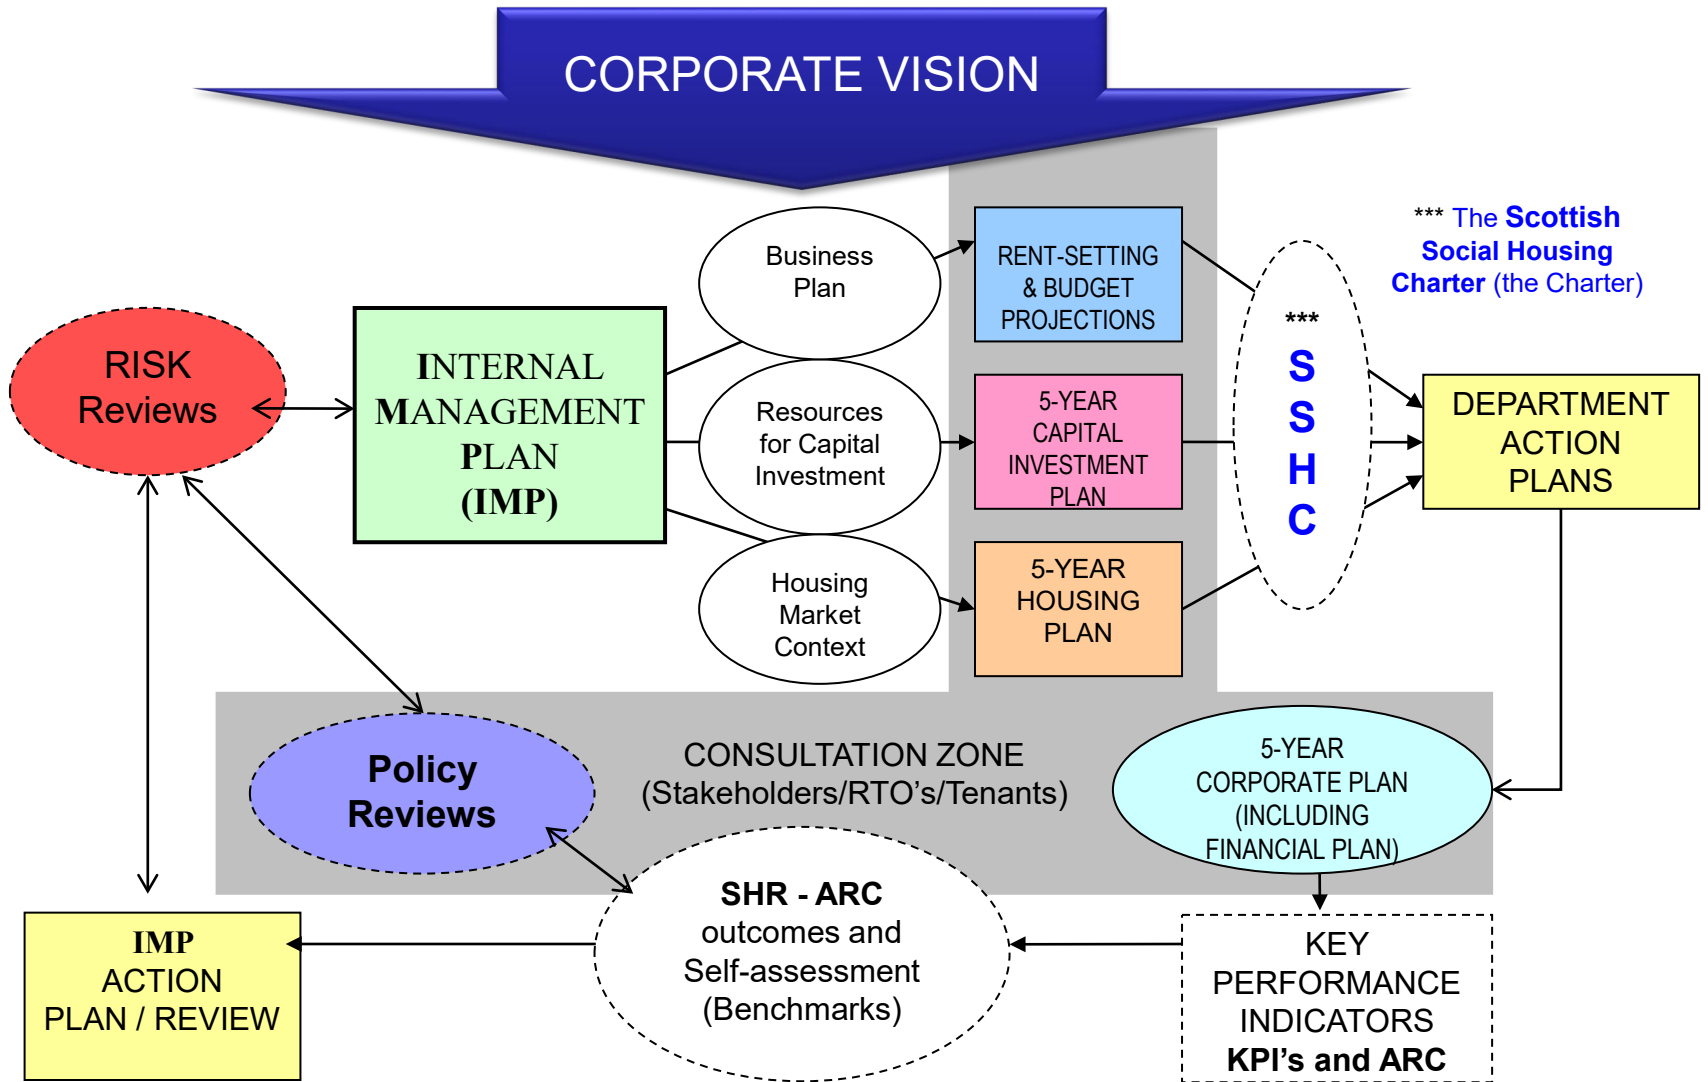 CORPORATE VISION
*** The Scottish
Social Housing
Charter (the Charter)
Business
Plan
RENT-SETTING
& BUDGET
PROJECTIONS
RISK
Reviews
INTERNAL
MANAGEMENT
PLAN
(IMP)
Resources
for Capital
Investment
5-YEAR
CAPITAL
INVESTMENT
PLAN
***
S
S
H
C
DEPARTMENT
ACTION
PLANS
Housing
Market
Context
5-YEAR
HOUSING
PLAN
Policy
Reviews
CONSULTATION ZONE
(Stakeholders/RTO’s/Tenants)
5-YEAR
CORPORATE PLAN
(INCLUDING
FINANCIAL PLAN)
IMP
ACTION
PLAN / REVIEW
SHR - ARC
outcomes and
Self-assessment
(Benchmarks)
KEY
PERFORMANCE
INDICATORS
KPI’s and ARC